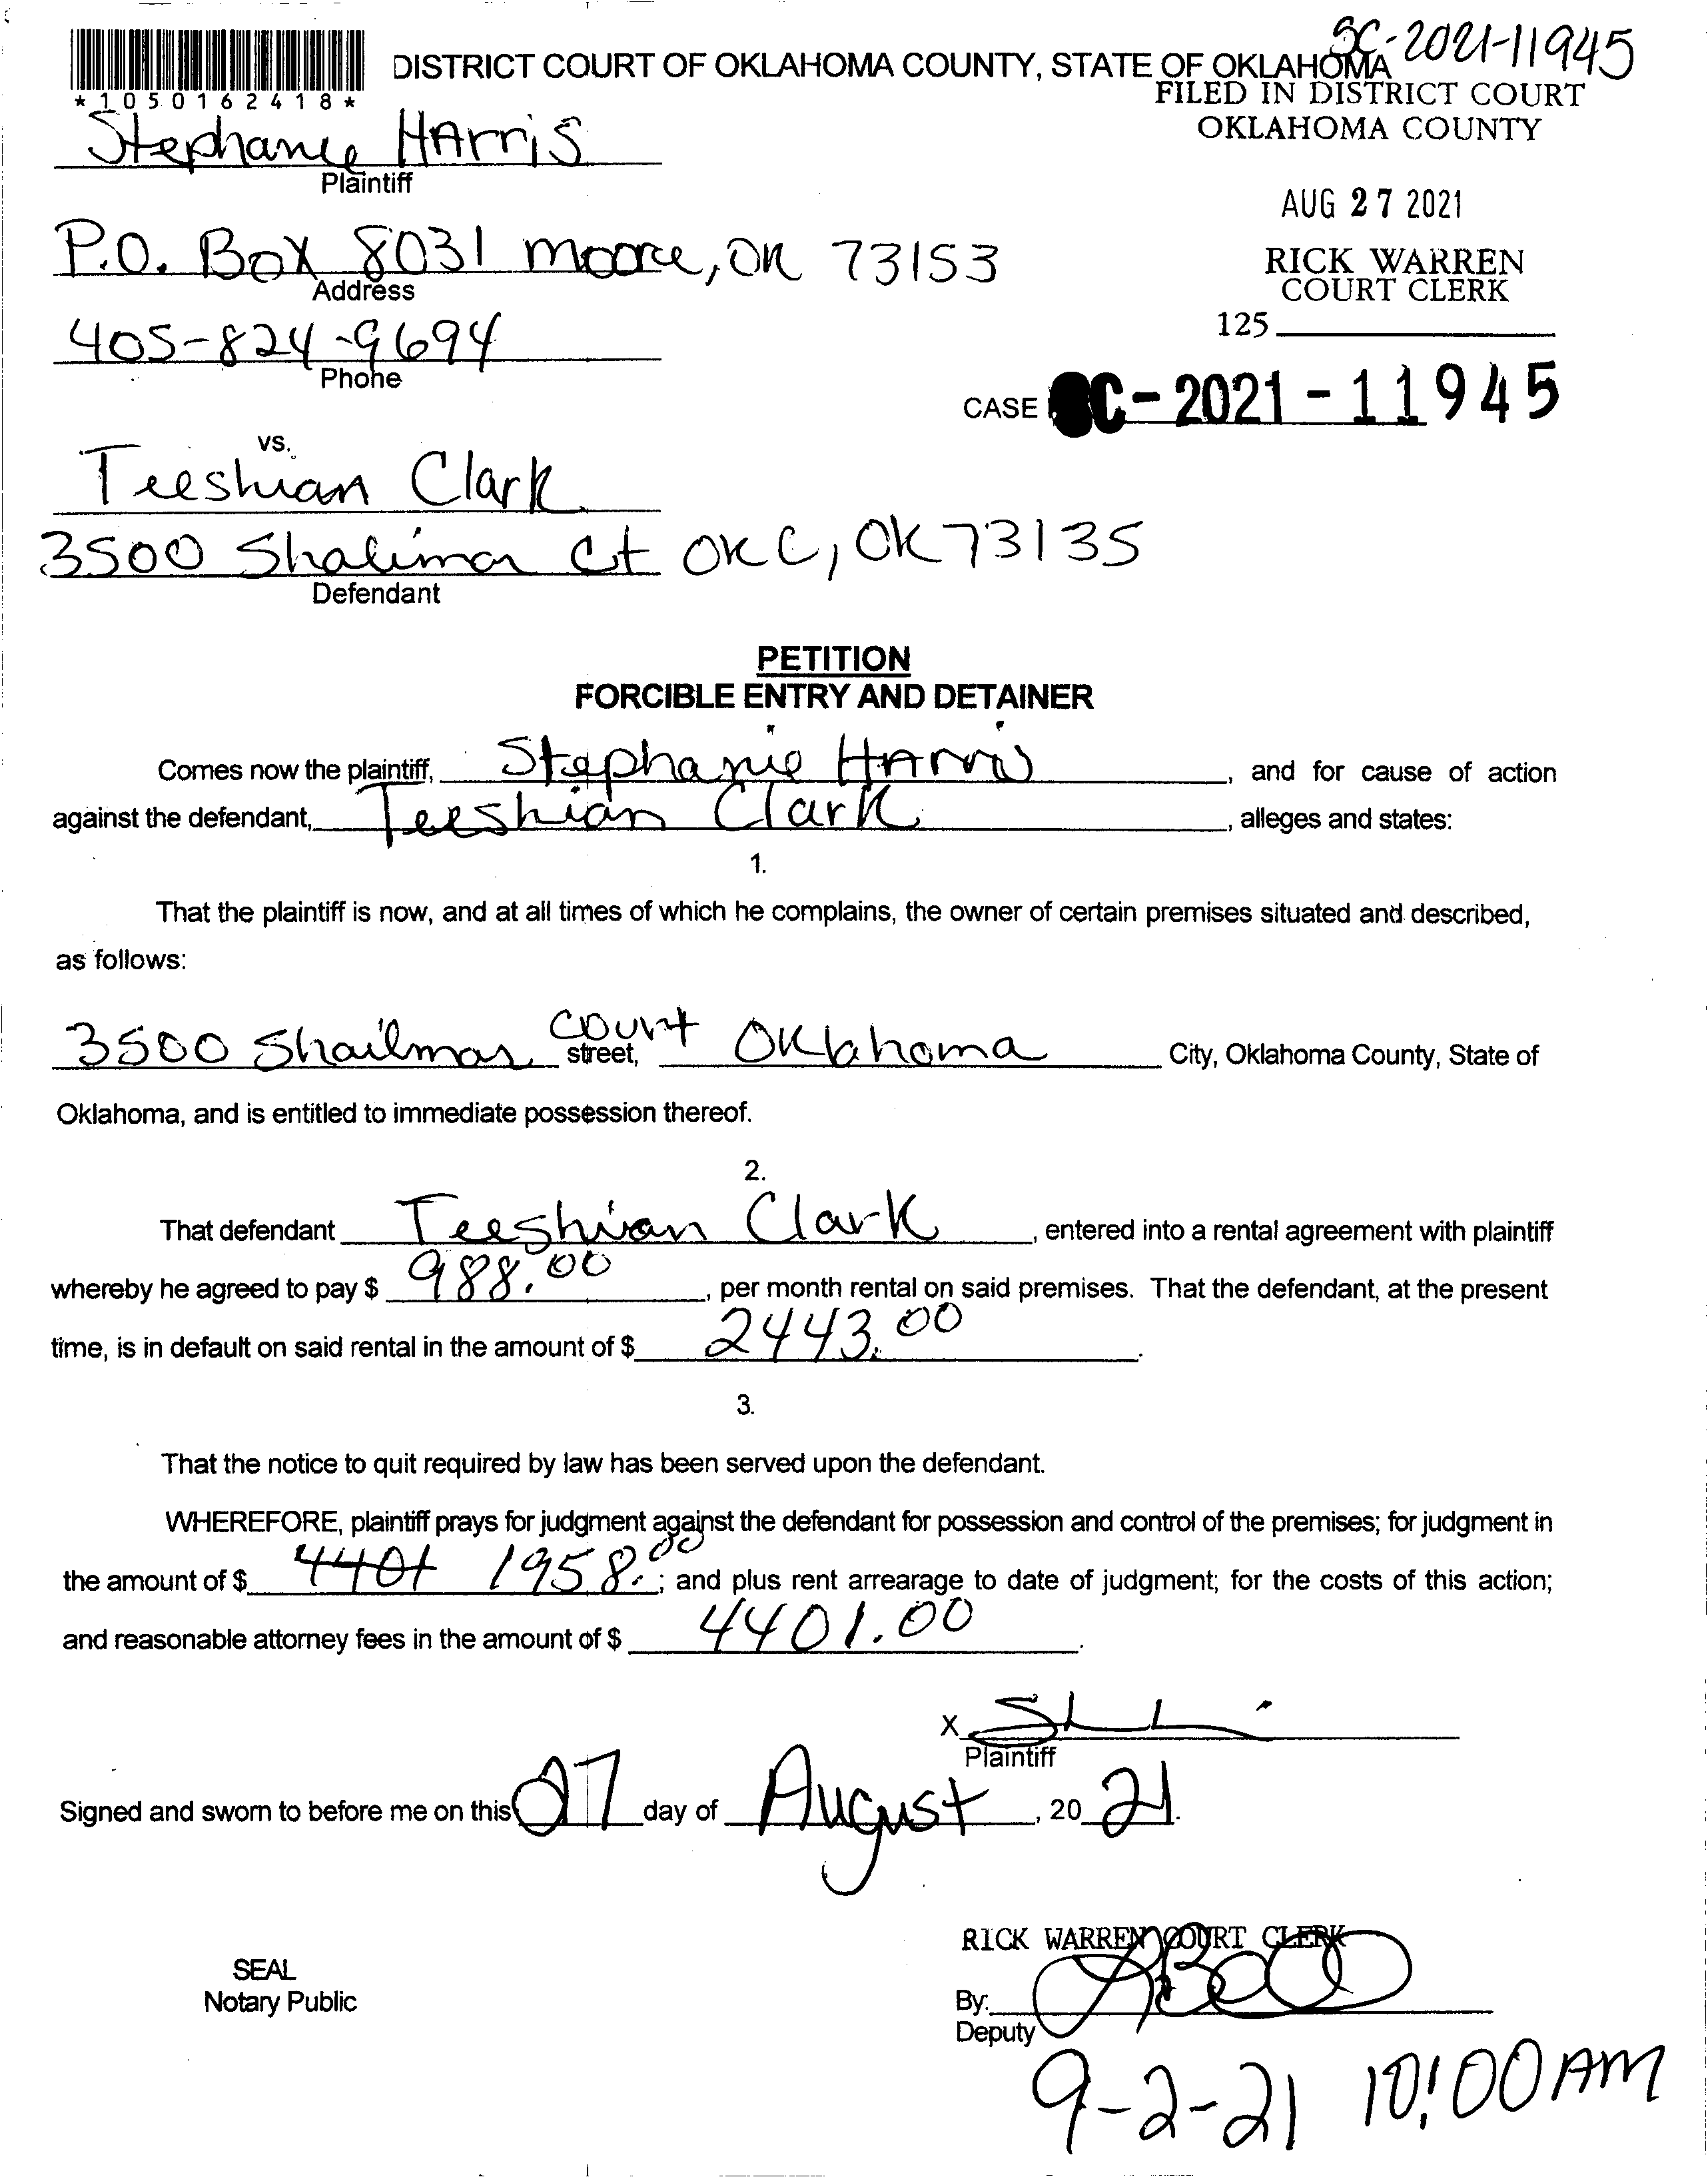 SC-2021-11945
DISTRICT COURT OF OKLAHOMA COUNTY, STATE OF OKLAHOMA
*1050162418*
FILED IN DISTRICT COURT
OKLAHOMA COUNTY
Stephanie HArris
Plaintiff
AUG 27 2021
P.O. Box 8031 Moore, OK 73153
Address
RICK WARREN
COURT CLERK
405-824-9694
Phone
125
CASE C-2021-11945
vs.
Teeshian Clark
3500 Shalimar Ct OKC, OK 73135
Defendant
PETITION
FORCIBLE ENTRY AND DETAINER
Comes now the plaintiff, Stephanie HArris, and for cause of action
against the defendant, Teeshian Clark, alleges and states:
1.
That the plaintiff is now, and at all times of which he complains, the owner of certain premises situated and described,
as follows:
3500 Shailmar Court street, Oklahoma City, Oklahoma County, State of
Oklahoma, and is entitled to immediate possession thereof.
2.
That defendant Teeshian Clark, entered into a rental agreement with plaintiff
whereby he agreed to pay $ 988.00, per month rental on said premises. That the defendant, at the present
time, is in default on said rental in the amount of $ 2443.00.
3.
That the notice to quit required by law has been served upon the defendant.
WHEREFORE, plaintiff prays for judgment against the defendant for possession and control of the premises; for judgment in
the amount of $ 4401 1958.00; and plus rent arrearage to date of judgment; for the costs of this action;
and reasonable attorney fees in the amount of $ 4401.00.
X
Plaintiff
Signed and sworn to before me on this 27 day of August, 20 21.
RICK WARREN COURT CLERK
SEAL
Notary Public
By:
Deputy
9-2-21 10:00AM